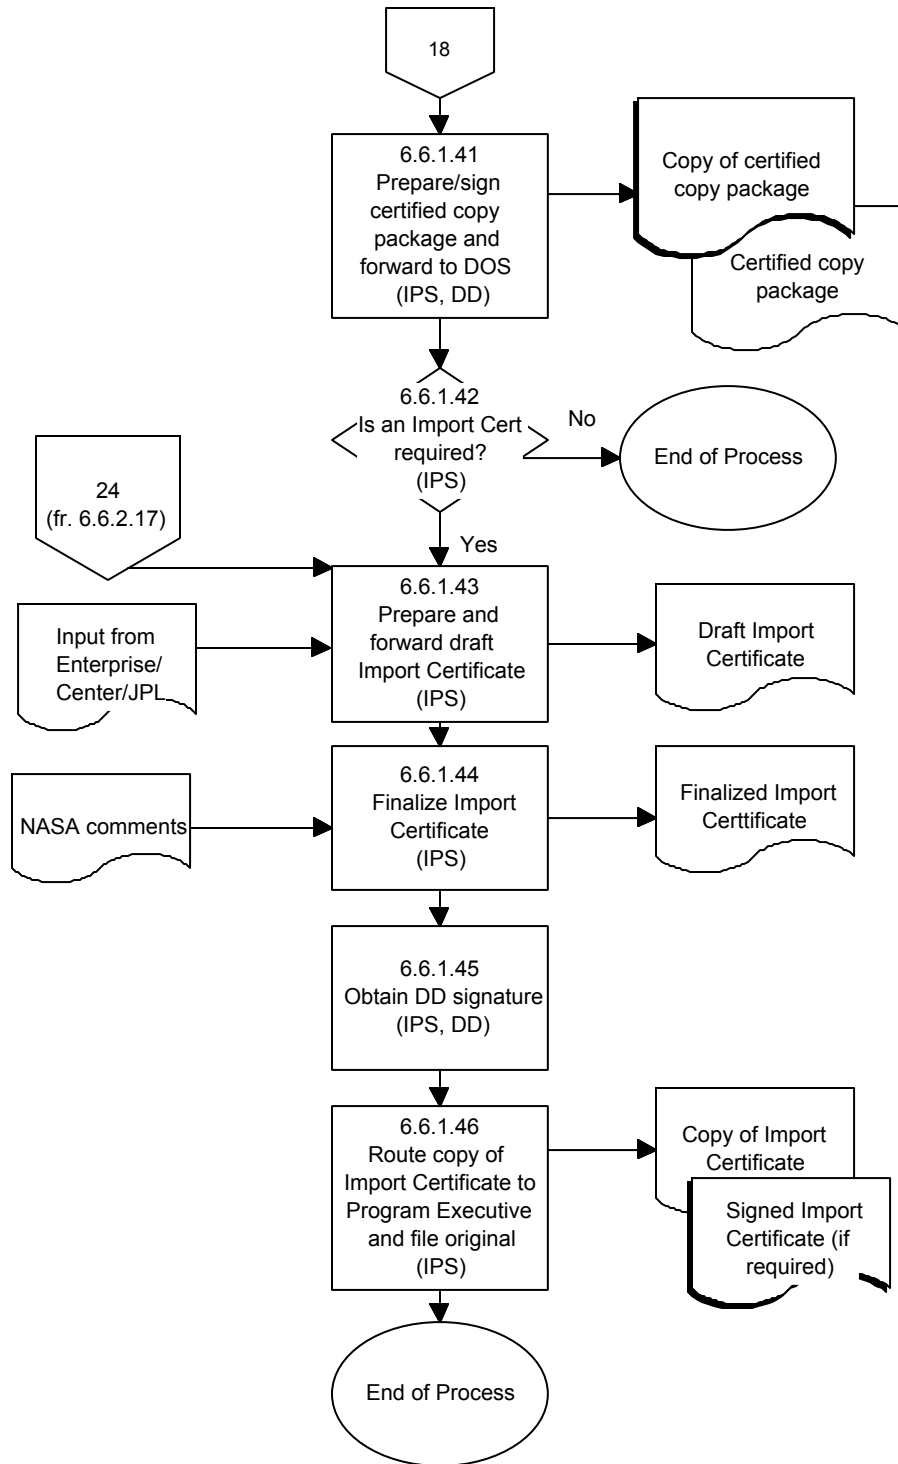 18
6.6.1.41
Prepare/sign
certified copy
package and
forward to DOS
(IPS, DD)
Copy of certified
copy package
Certified copy
package
6.6.1.42
Is an Import Cert
required?
(IPS)
No
End of Process
24
(fr. 6.6.2.17)
Yes
6.6.1.43
Prepare and
forward draft
Import Certificate
(IPS)
Input from
Enterprise/
Center/JPL
Draft Import
Certificate
6.6.1.44
Finalize Import
Certificate
(IPS)
NASA comments
Finalized Import
Certtificate
6.6.1.45
Obtain DD signature
(IPS, DD)
6.6.1.46
Route copy of
Import Certificate to
Program Executive
and file original
(IPS)
Copy of Import
Certificate
Signed Import
Certificate (if
required)
End of Process